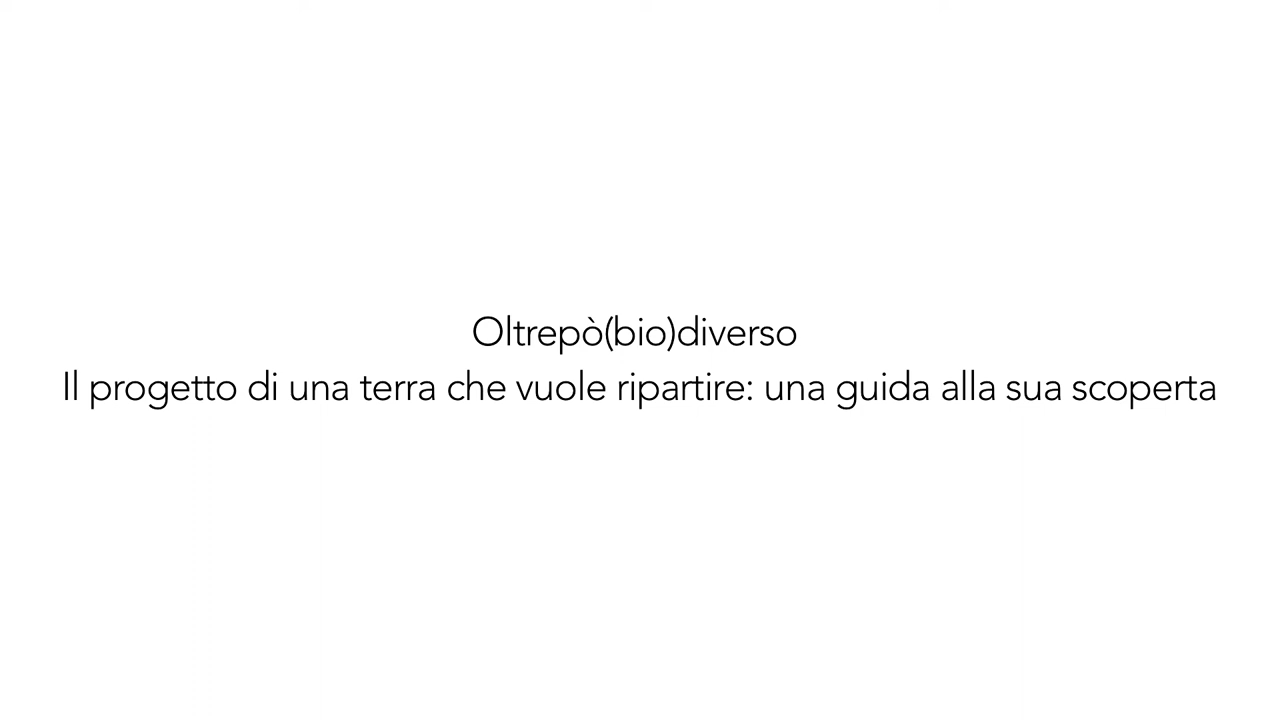 Oltrepò(bio)diverso
Il progetto di una terra che vuole ripartire: una guida alla sua scoperta